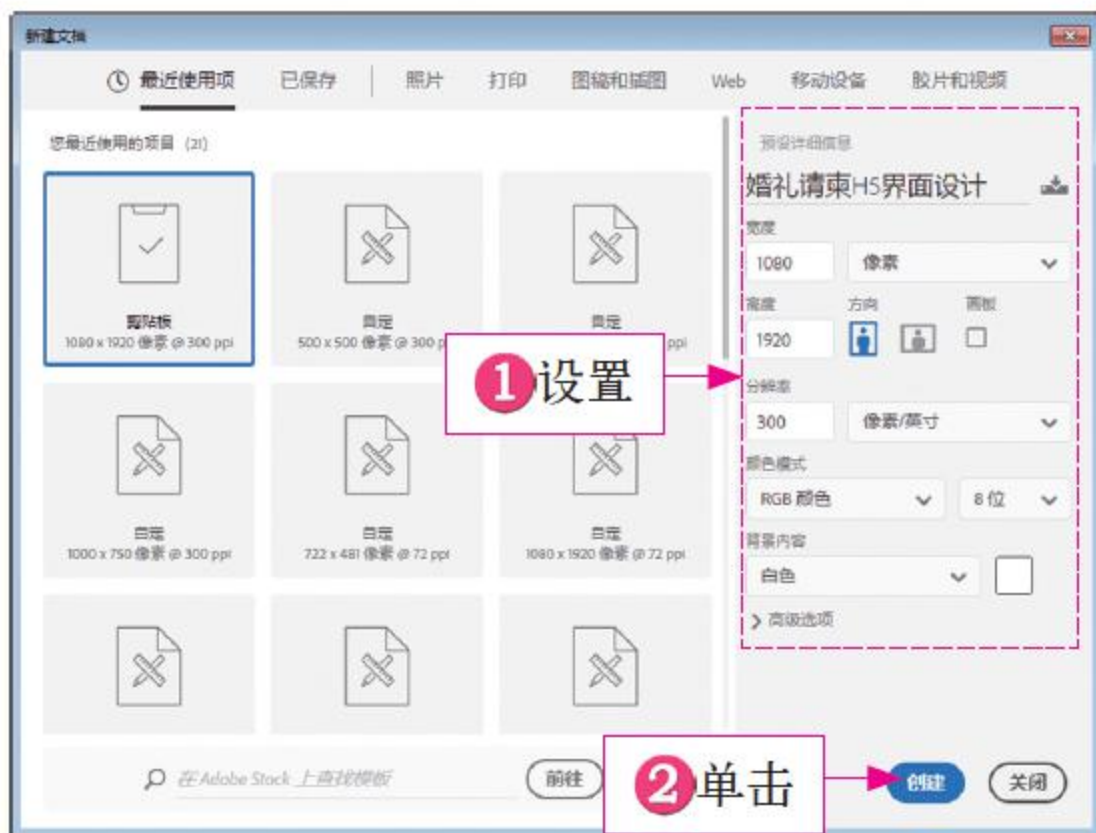 新建文档
最近使用项 已保存 照片 打印 图稿和插图 Web 移动设备 胶片和视频
您最近使用的项目 (21)
剪贴板
1080 x 1920 像素 @ 300 ppi
自定
500 x 500 像素 @ 300 p
自定
ppi
自定
1000 x 750 像素 @ 300 ppi
自定
722 x 481 像素 @ 72 ppi
自定
1080 x 1920 像素 @ 72 ppi
在 Adobe Stock 上查找模板
前往
预设详细信息
婚礼请柬H5界面设计
宽度
1080 像素
高度 方向 画板
1920
分辨率
300 像素/英寸
颜色模式
RGB 颜色 8 位
背景内容
白色
高级选项
1设置
2单击
创建 关闭